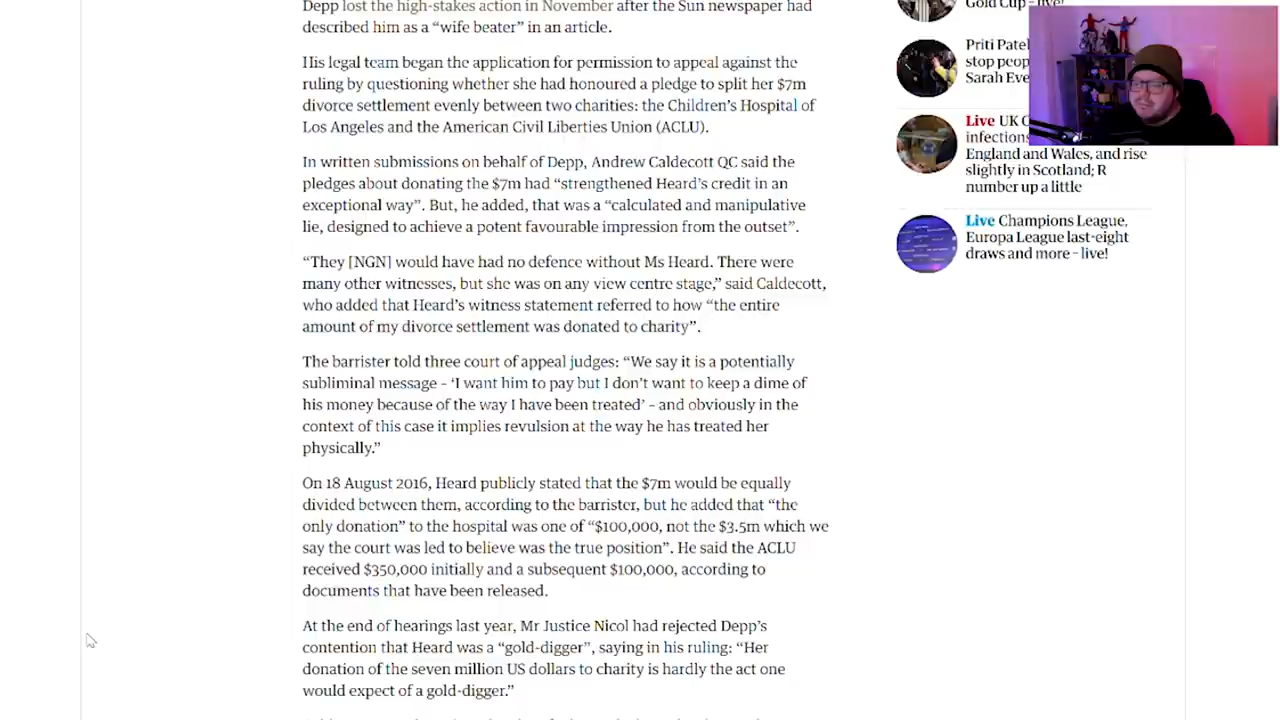 Depp lost the high-stakes action in November after the Sun newspaper had
described him as a “wife beater” in an article.
His legal team began the application for permission to appeal against the
ruling by questioning whether she had honoured a pledge to split her $7m
divorce settlement evenly between two charities: the Children’s Hospital of
Los Angeles and the American Civil Liberties Union (ACLU).
In written submissions on behalf of Depp, Andrew Caldecott QC said the
pledges about donating the $7m had “strengthened Heard’s credit in an
exceptional way”. But, he added, that was a “calculated and manipulative
lie, designed to achieve a potent favourable impression from the outset”.
“They [NGN] would have had no defence without Ms Heard. There were
many other witnesses, but she was on any view centre stage,” said Caldecott,
who added that Heard’s witness statement referred to how “the entire
amount of my divorce settlement was donated to charity”.
The barrister told three court of appeal judges: “We say it is a potentially
subliminal message – ‘I want him to pay but I don’t want to keep a dime of
his money because of the way I have been treated’ – and obviously in the
context of this case it implies revulsion at the way he has treated her
physically.”
On 18 August 2016, Heard publicly stated that the $7m would be equally
divided between them, according to the barrister, but he added that “the
only donation” to the hospital was one of “$100,000, not the $3.5m which we
say the court was led to believe was the true position”. He said the ACLU
received $350,000 initially and a subsequent $100,000, according to
documents that have been released.
At the end of hearings last year, Mr Justice Nicol had rejected Depp’s
contention that Heard was a “gold-digger”, saying in his ruling: “Her
donation of the seven million US dollars to charity is hardly the act one
would expect of a gold-digger.”
Gold Cup – live!
Priti Patel
stop peop
Sarah Eve
Live UK
infections
England and Wales, and rise
slightly in Scotland; R
number up a little
Live Champions League,
Europa League last-eight
draws and more – live!